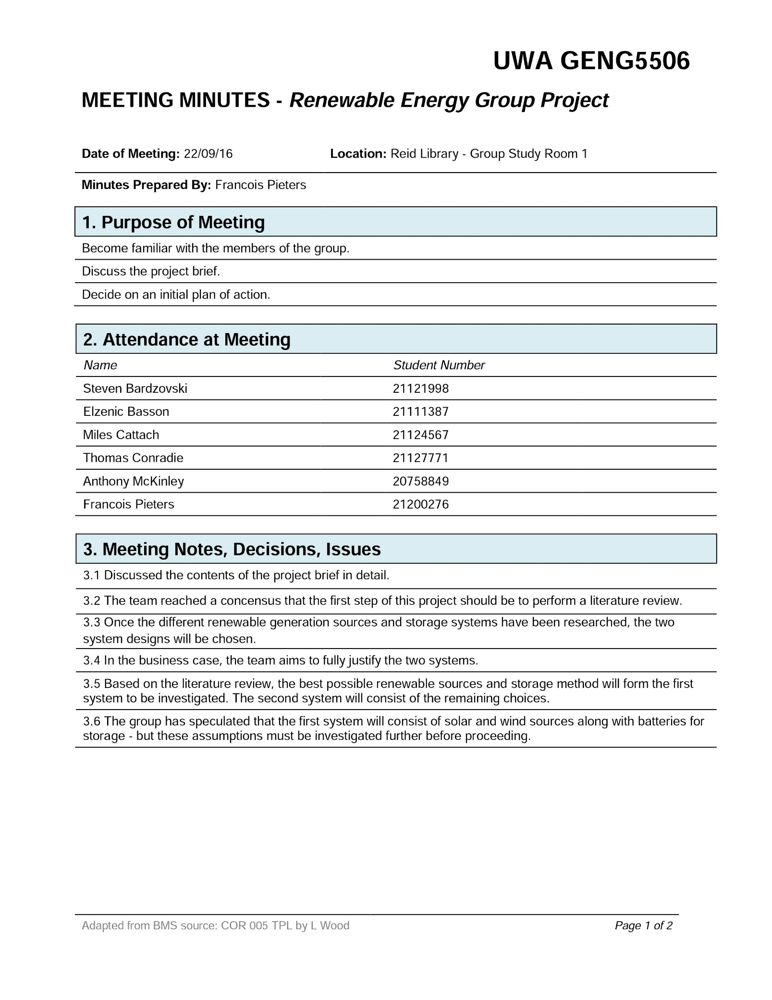 UWA GENG5506
MEETING MINUTES - Renewable Energy Group Project
Date of Meeting: 22/09/16 Location: Reid Library - Group Study Room 1
Minutes Prepared By: Francois Pieters
1. Purpose of Meeting
Become familiar with the members of the group.
Discuss the project brief.
Decide on an initial plan of action.
2. Attendance at Meeting
Name Student Number
Steven Bardzovski 21121998
Elzenic Basson 21111387
Miles Cattach 21124567
Thomas Conradie 21127771
Anthony McKinley 20758849
Francois Pieters 21200276
3. Meeting Notes, Decisions, Issues
3.1 Discussed the contents of the project brief in detail.
3.2 The team reached a concensus that the first step of this project should be to perform a literature review.
3.3 Once the different renewable generation sources and storage systems have been researched, the two
system designs will be chosen.
3.4 In the business case, the team aims to fully justify the two systems.
3.5 Based on the literature review, the best possible renewable sources and storage method will form the first
system to be investigated. The second system will consist of the remaining choices.
3.6 The group has speculated that the first system will consist of solar and wind sources along with batteries for
storage - but these assumptions must be investigated further before proceeding.
Adapted from BMS source: COR 005 TPL by L Wood Page 1 of 2